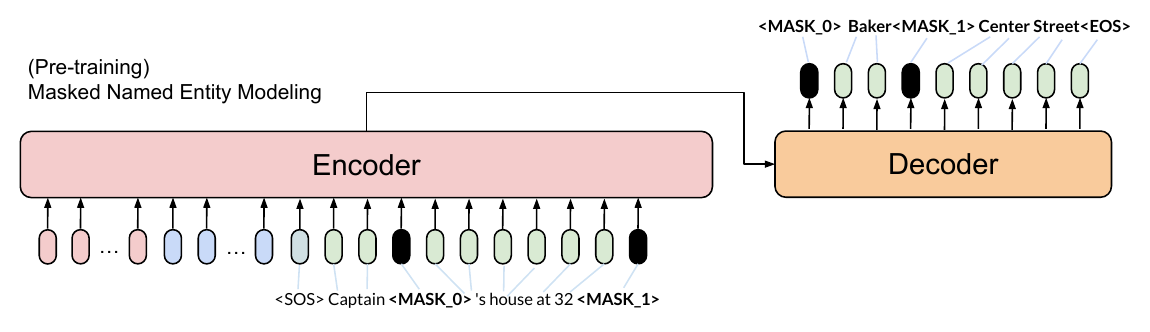 <MASK_0> Baker<MASK_1> Center Street<EOS>
(Pre-training)
Masked Named Entity Modeling
Encoder
Decoder
... ...
<SOS> Captain <MASK_0> 's house at 32 <MASK_1>